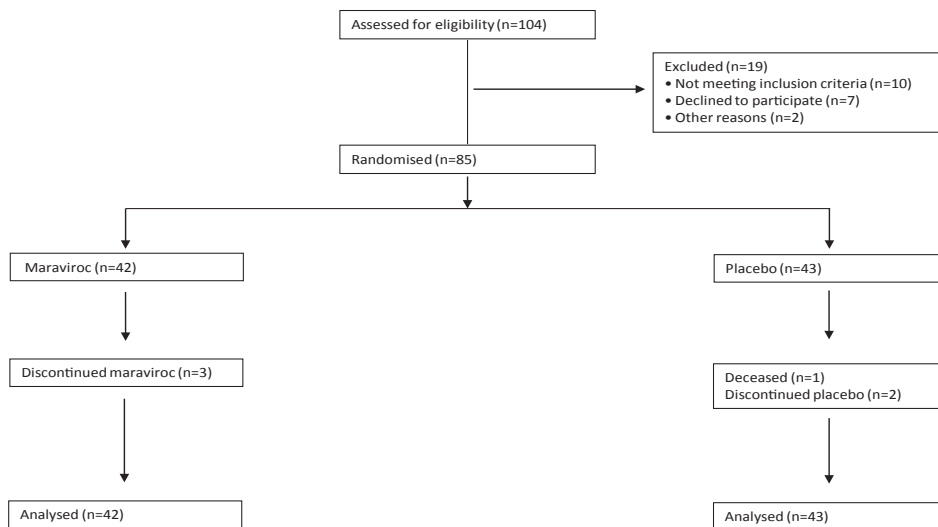 Assessed for eligibility (n=104)
Excluded (n=19)
• Not meeting inclusion criteria (n=10)
• Declined to participate (n=7)
• Other reasons (n=2)
Randomised (n=85)
Maraviroc (n=42)
Placebo (n=43)
Discontinued maraviroc (n=3)
Deceased (n=1)
Discontinued placebo (n=2)
Analysed (n=42)
Analysed (n=43)